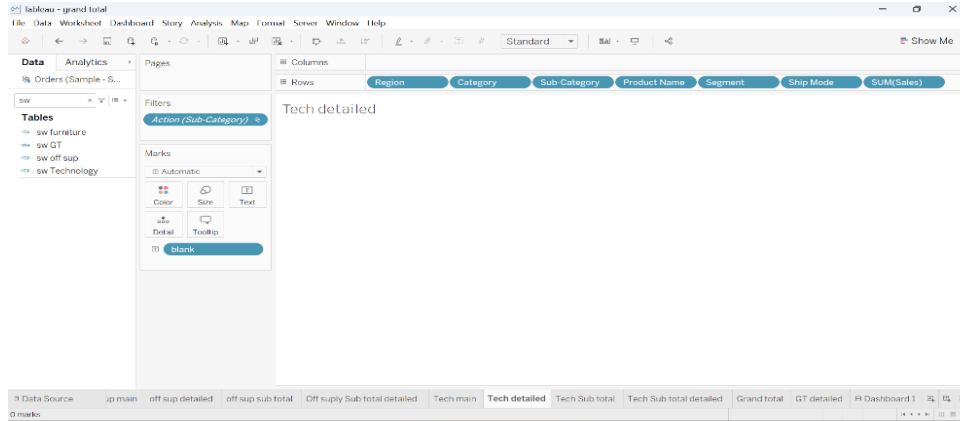 Tableau - grand total
File Data Worksheet Dashboard Story Analysis Map Format Server Window Help
Standard
Show Me
Data Analytics
Pages
Columns
Orders (Sample - S...
Rows Region Category Sub-Category Product Name Segment Ship Mode SUM(Sales)
sw
Filters
Tech detailed
Tables
Action (Sub-Category)
sw furniture
sw GT
sw off sup
Marks
sw Technology
Automatic
Color Size Text
Detail Tooltip
blank
Data Source up main off sup detailed off sup sub total Off suply Sub total detailed Tech main Tech detailed Tech Sub total Tech Sub total detailed Grand total GT detailed Dashboard 1
0 marks